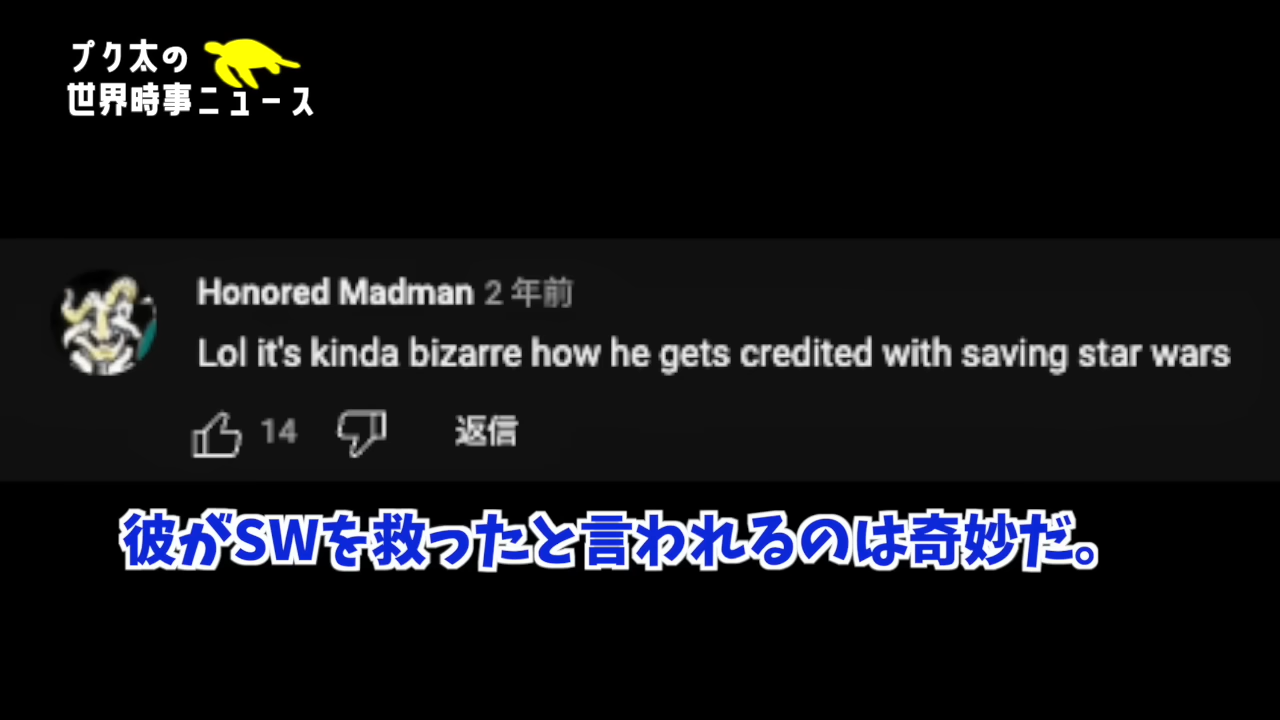 プク太の
世界時事ニュース
Honored Madman 2 年前
Lol it's kinda bizarre how he gets credited with saving star wars
14 返信
彼がSWを救ったと言われるのは奇妙だ。